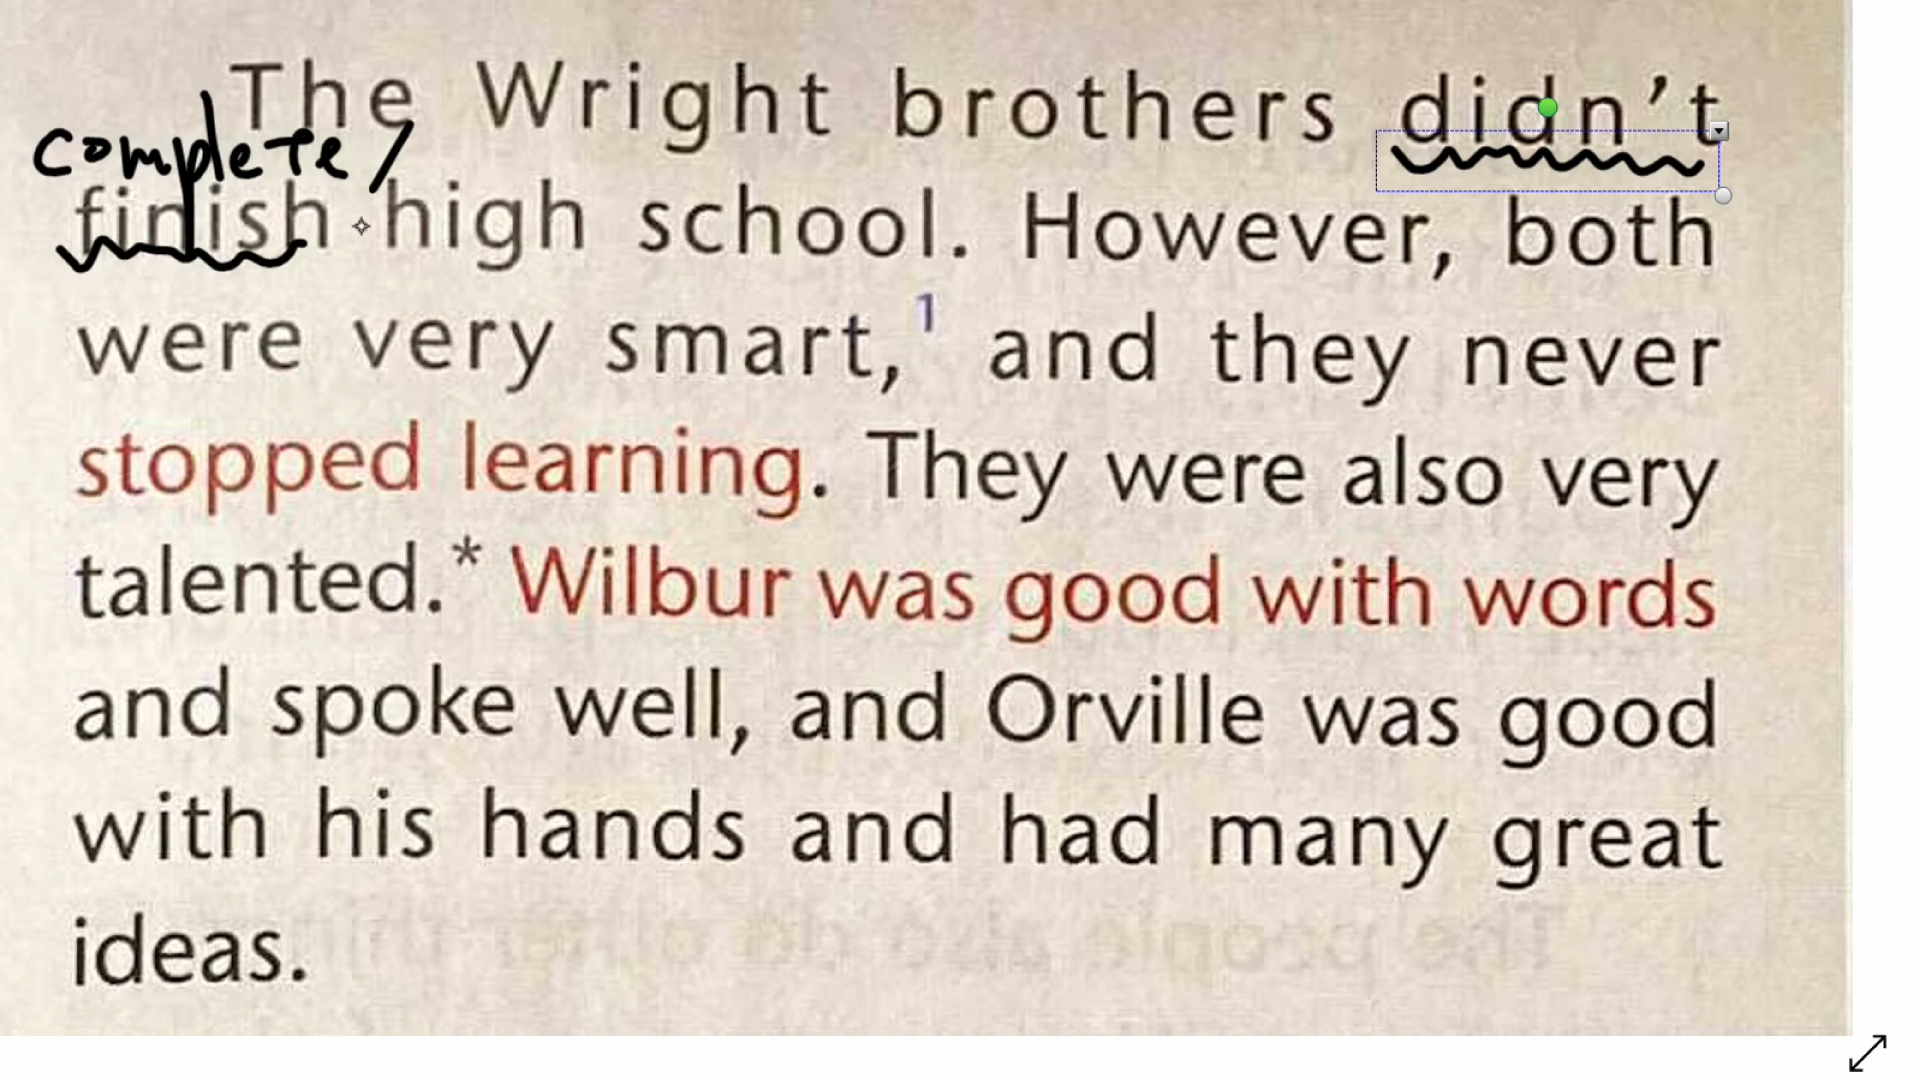 The Wright brothers didn't
complete /
finish high school. However, both
were very smart,¹ and they never
stopped learning. They were also very
talented.* Wilbur was good with words
and spoke well, and Orville was good
with his hands and had many great
ideas.